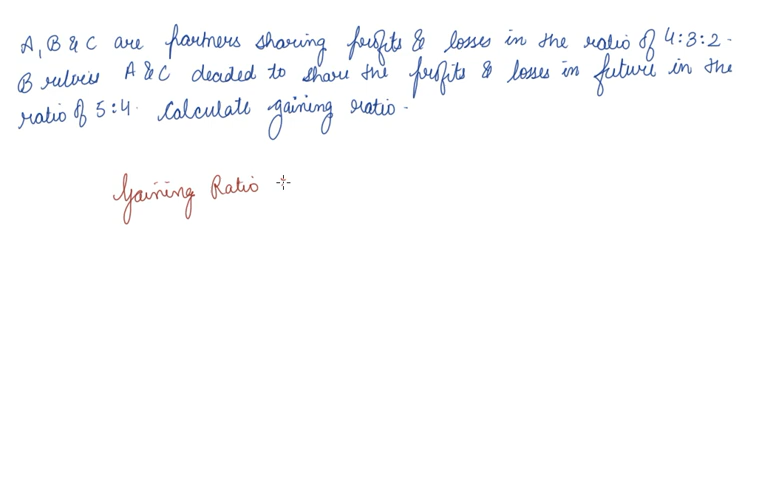 A, B & C are partners sharing profits & losses in the ratio of 4:3:2.
B retires A & C decided to share the profits & losses in future in the
ratio of 5:4. Calculate gaining ratio.
Gaining Ratio